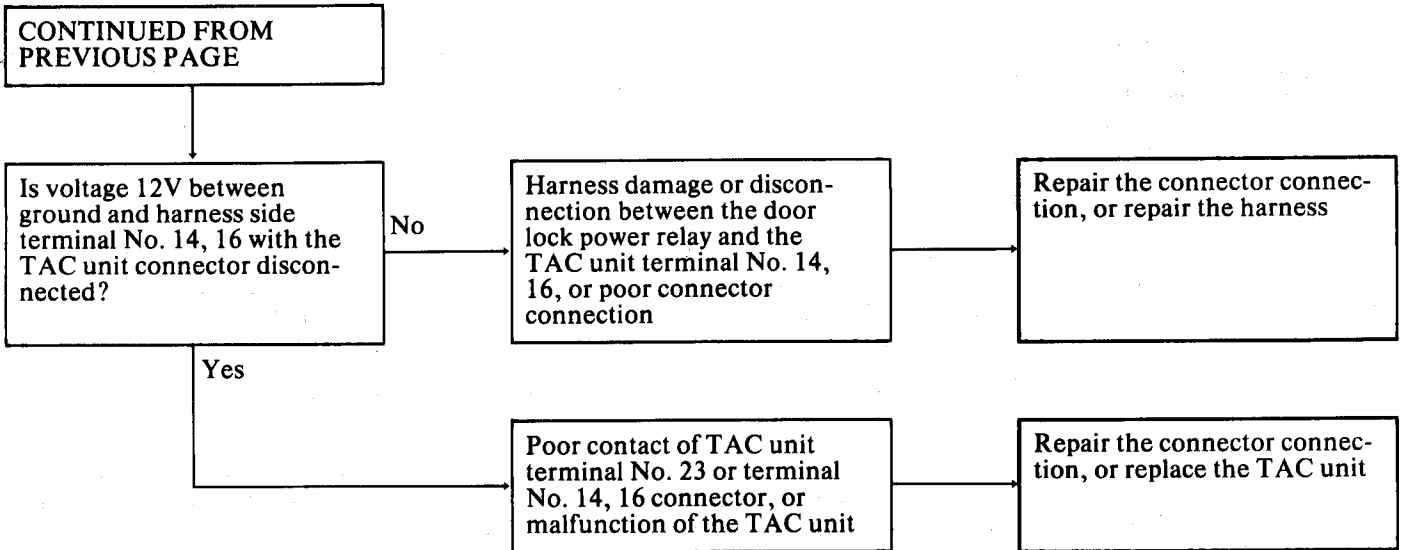 CONTINUED FROM
PREVIOUS PAGE
Is voltage 12V between
ground and harness side
terminal No. 14, 16 with the
TAC unit connector discon-
nected?
No
Harness damage or discon-
nection between the door
lock power relay and the
TAC unit terminal No. 14,
16, or poor connector
connection
Repair the connector connec-
tion, or repair the harness
Yes
Poor contact of TAC unit
terminal No. 23 or terminal
No. 14, 16 connector, or
malfunction of the TAC unit
Repair the connector connec-
tion, or replace the TAC unit